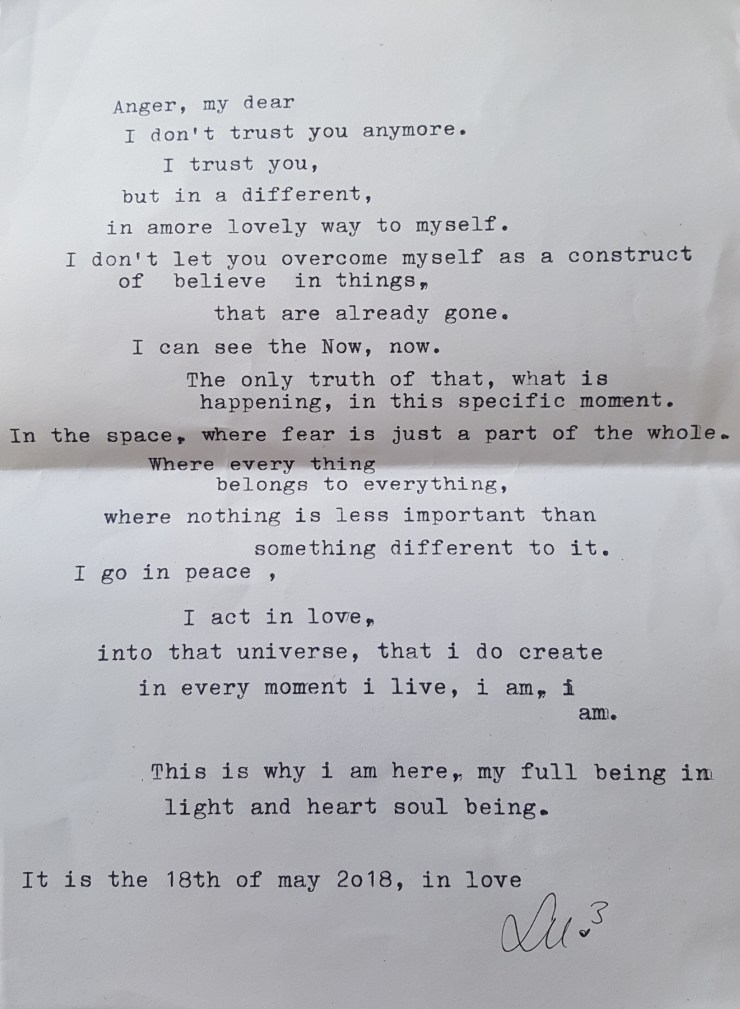 Anger, my dear
I don't trust you anymore.
I trust you,
but in a different,
in amore lovely way to myself.
I don't let you overcome myself as a construct
of believe in things,
that are already gone.
I can see the Now, now.
The only truth of that, what is
happening, in this specific moment.
In the space, where fear is just a part of the whole.
Where every thing
belongs to everything,
where nothing is less important than
something different to it.
I go in peace ,
I act in love,
into that universe, that i do create
in every moment i live, i am, i
am.
This is why i am here, my full being in
light and heart soul being.
It is the 18th of may 2o18, in love